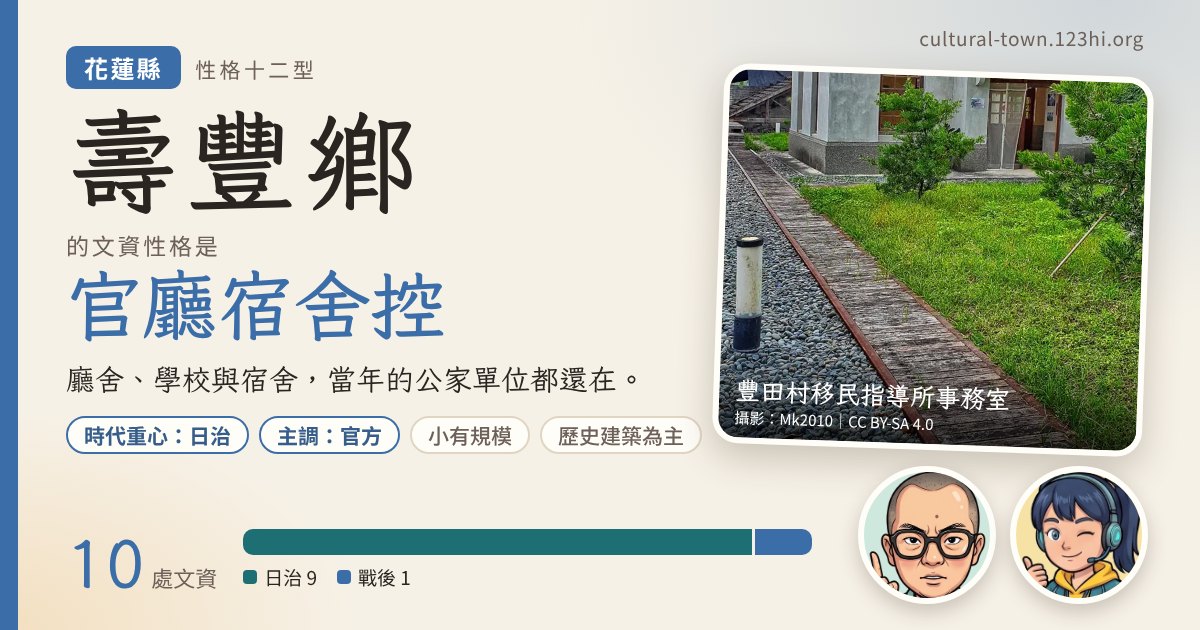 花蓮縣 性格十二型
cultural-town.123hi.org
壽豐鄉
的文資性格是
官廳宿舍控
廳舍、學校與宿舍，當年的公家單位都還在。
時代重心：日治 主調：官方 小有規模 歷史建築為主
豐田村移民指導所事務室
攝影：Mk2010｜CC BY-SA 4.0
10 處文資
日治 9 戰後 1